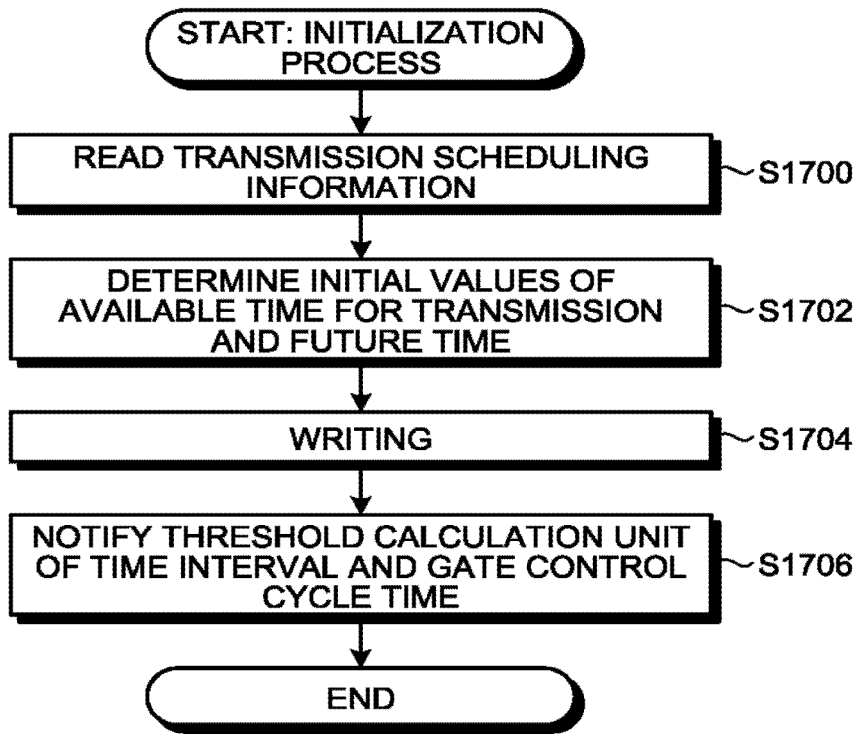 START: INITIALIZATION
PROCESS
READ TRANSMISSION SCHEDULING
INFORMATION
S1700
DETERMINE INITIAL VALUES OF
AVAILABLE TIME FOR TRANSMISSION
AND FUTURE TIME
S1702
WRITING
S1704
NOTIFY THRESHOLD CALCULATION UNIT
OF TIME INTERVAL AND GATE CONTROL
CYCLE TIME
S1706
END